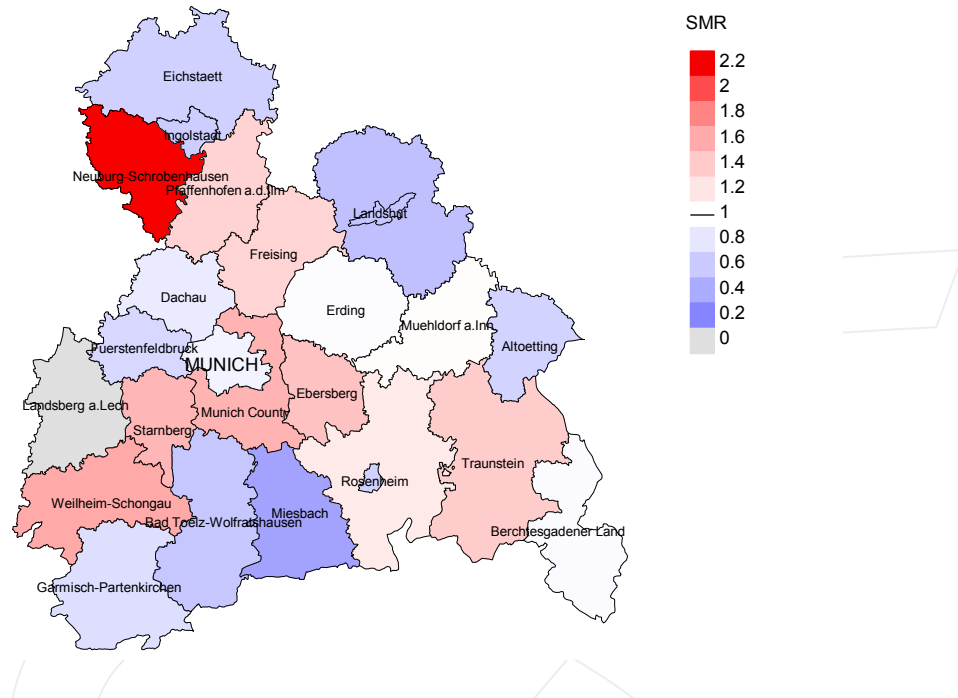 SMR
2.2
2
1.8
1.6
1.4
1.2
1
0.8
0.6
0.4
0.2
0
Eichstaett
Ingolstadt
Neuburg-Schrobenhausen
Pfaffenhofen a.d.Ilm
Landshut
Freising
Dachau
Erding
Muehldorf a.Inn
Altoetting
Fuerstenfeldbruck
MUNICH
Ebersberg
Landsberg a.Lech
Munich County
Starnberg
Traunstein
Rosenheim
Weilheim-Schongau
Miesbach
Bad Toelz-Wolfratshausen
Berchtesgadener Land
Garmisch-Partenkirchen